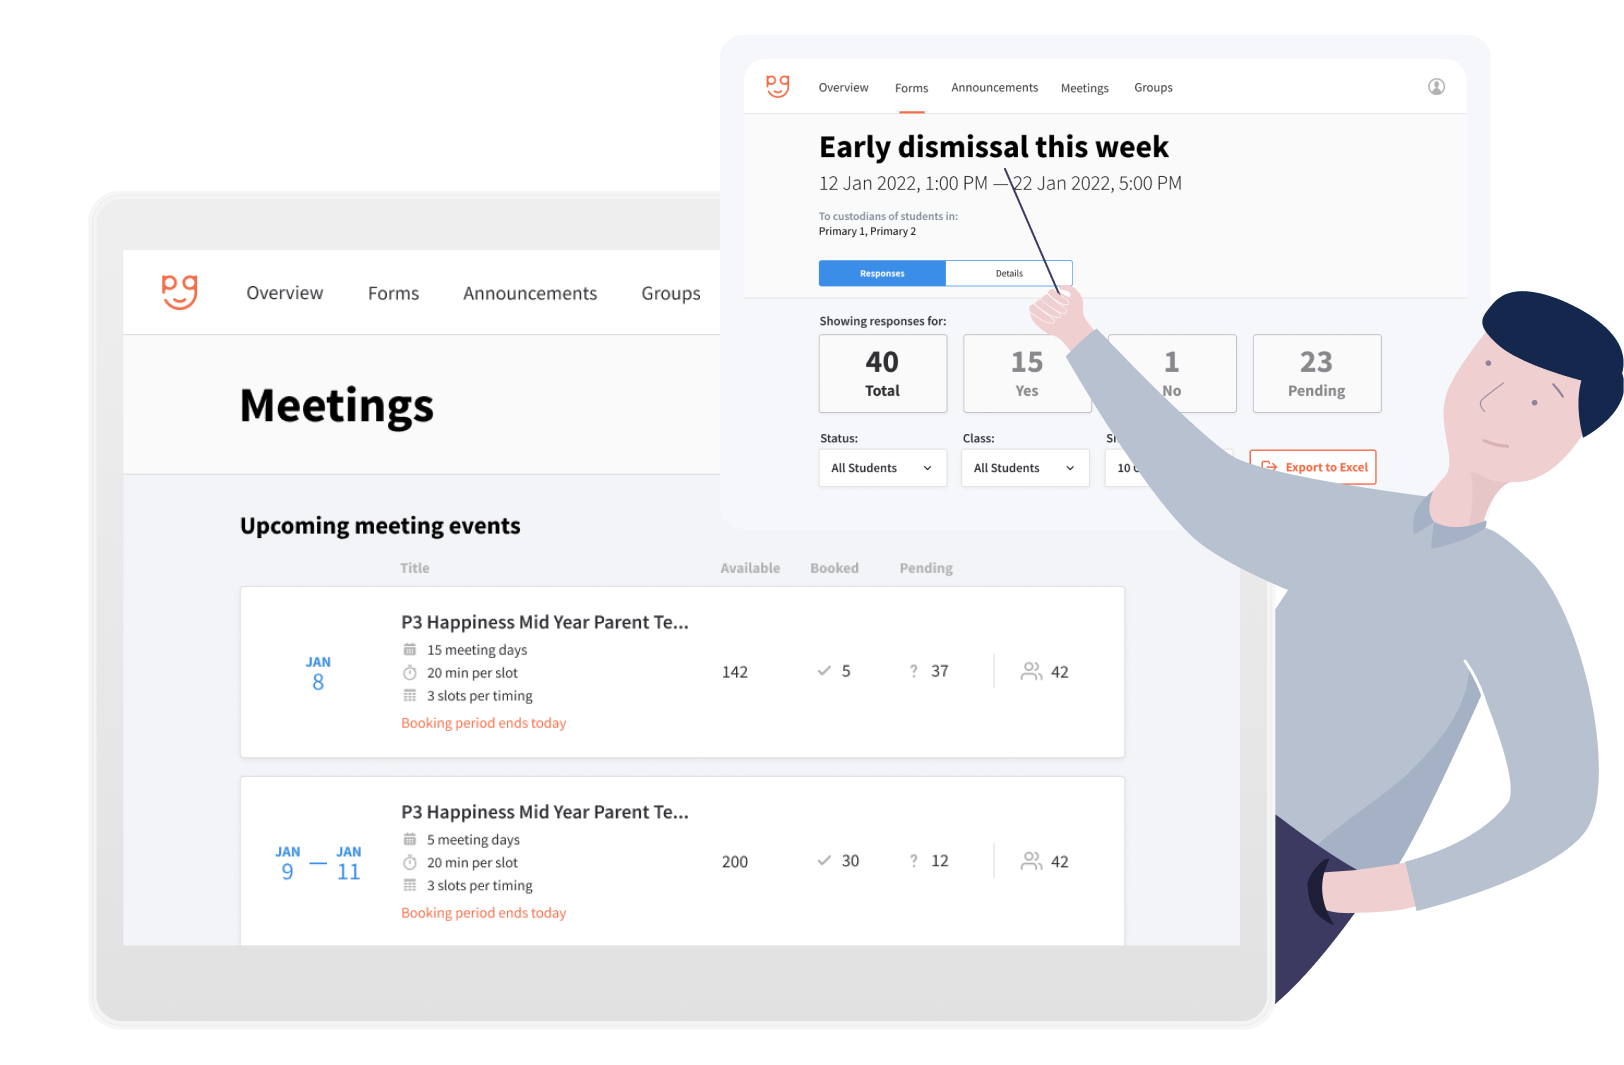 pg
Overview Forms Announcements Meetings Groups
Early dismissal this week
12 Jan 2022, 1:00 PM — 22 Jan 2022, 5:00 PM
To custodians of students in:
Primary 1, Primary 2
Responses Details
Showing responses for:
40 15 1 23
Total Yes No Pending
Status: Class:
All Students All Students 10 Export to Excel
pg
Overview Forms Announcements Groups
Meetings
Upcoming meeting events
Title Available Booked Pending
P3 Happiness Mid Year Parent Te...
15 meeting days
JAN
8
20 min per slot
142 5 ? 37 42
3 slots per timing
Booking period ends today
P3 Happiness Mid Year Parent Te...
5 meeting days
JAN — JAN
9 11
20 min per slot
200 30 ? 12 42
3 slots per timing
Booking period ends today